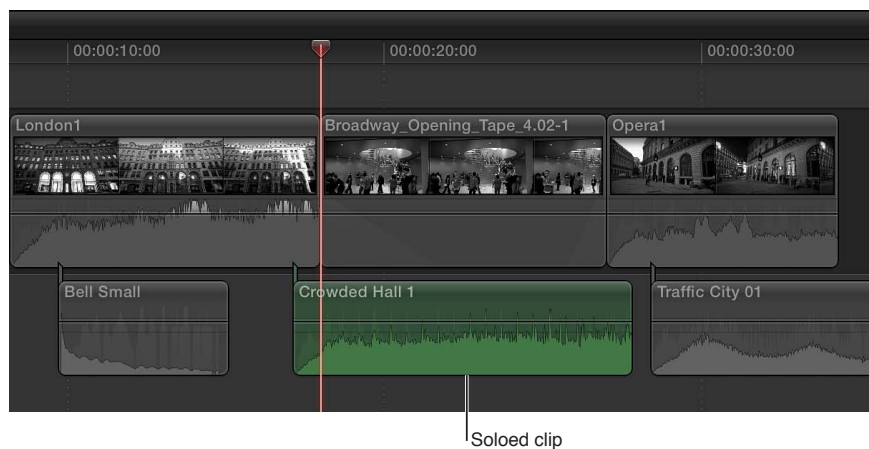 00:00:10:00
00:00:20:00
00:00:30:00
London1
Broadway_Opening_Tape_4.02-1
Opera1
Bell Small
Crowded Hall 1
Traffic City 01
Soloed clip